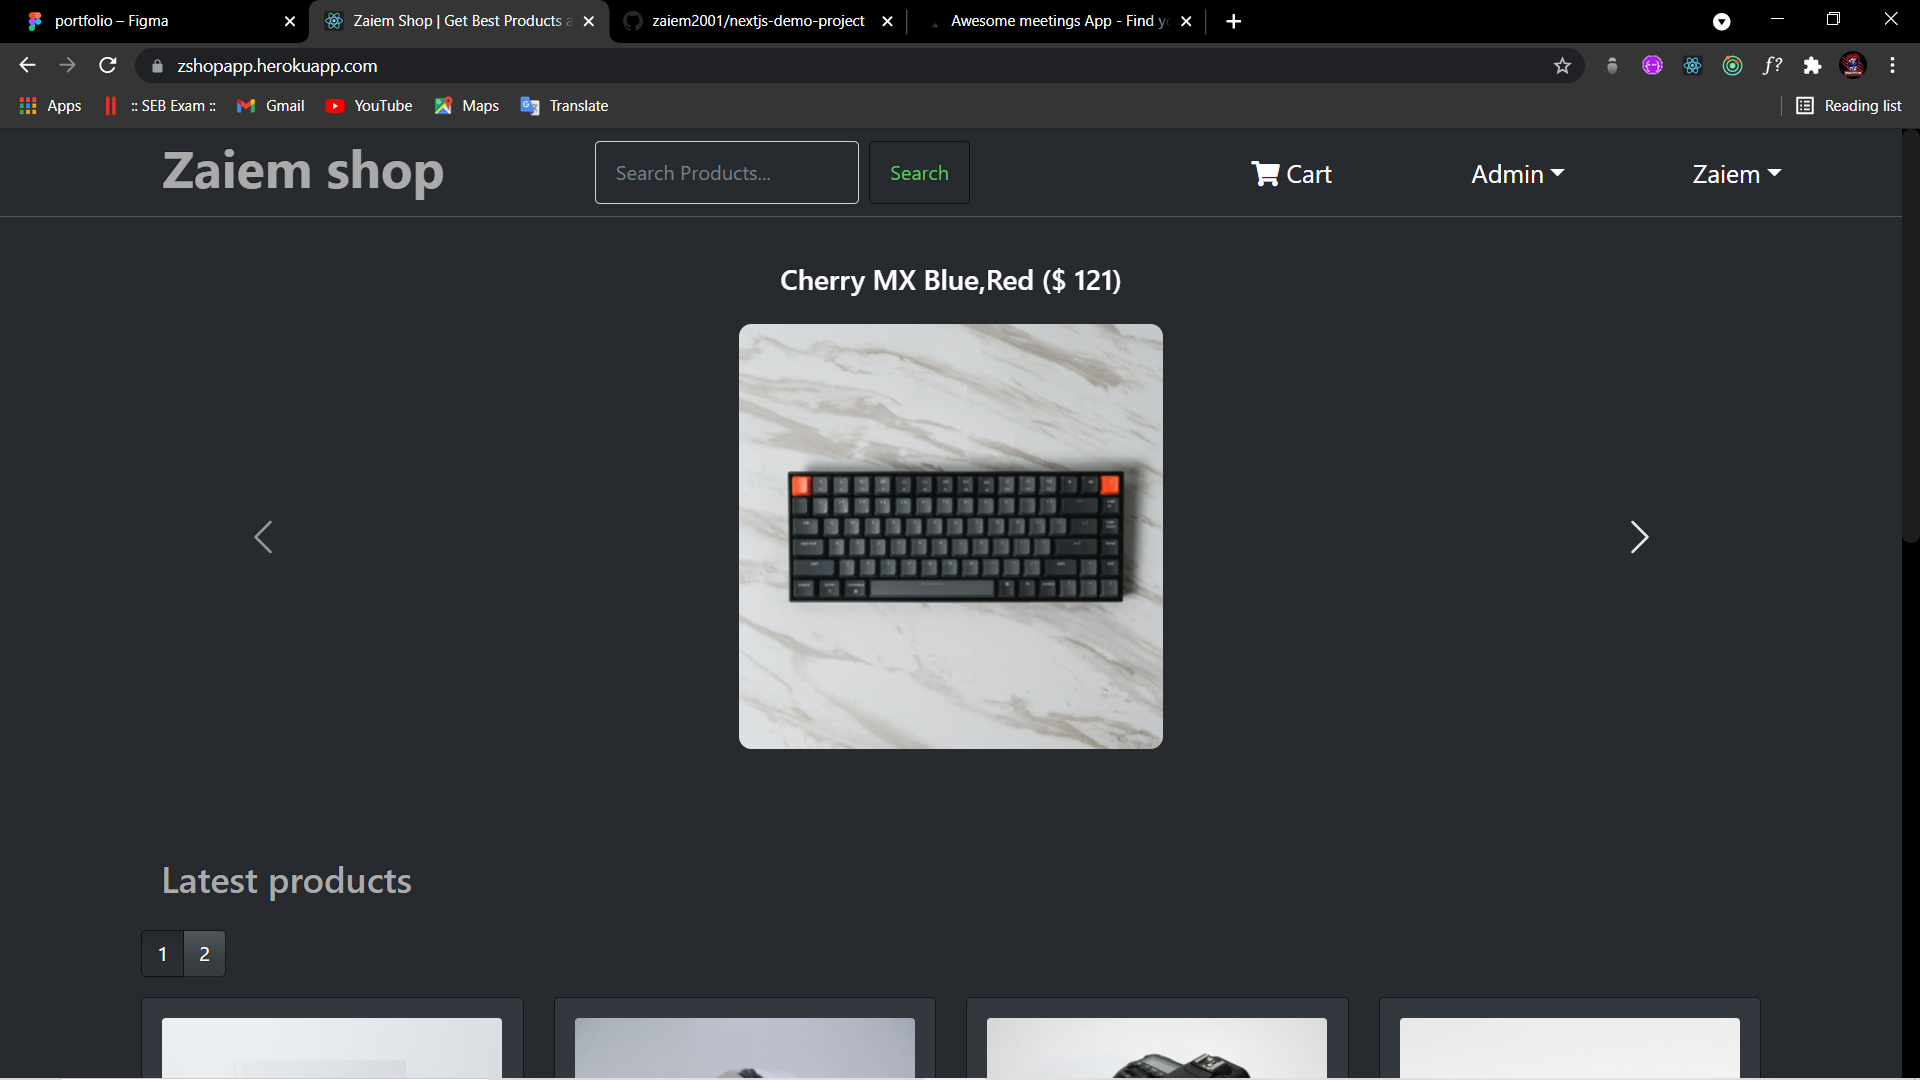 portfolio – Figma
Zaiem Shop | Get Best Products a
zaiem2001/nextjs-demo-project
Awesome meetings App - Find yo
zshopapp.herokuapp.com
f?
Apps
:: SEB Exam ::
Gmail
YouTube
Maps
Translate
Reading list
Zaiem shop
Search Products...
Search
Cart
Admin
Zaiem
Cherry MX Blue,Red ($ 121)
Latest products
1
2